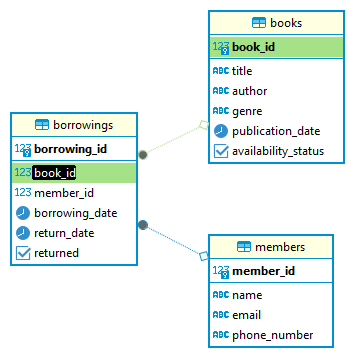 books
123 book_id
ABC title
ABC author
ABC genre
publication_date
availability_status
borrowings
123 borrowing_id
123 book_id
123 member_id
borrowing_date
return_date
returned
members
123 member_id
ABC name
ABC email
ABC phone_number